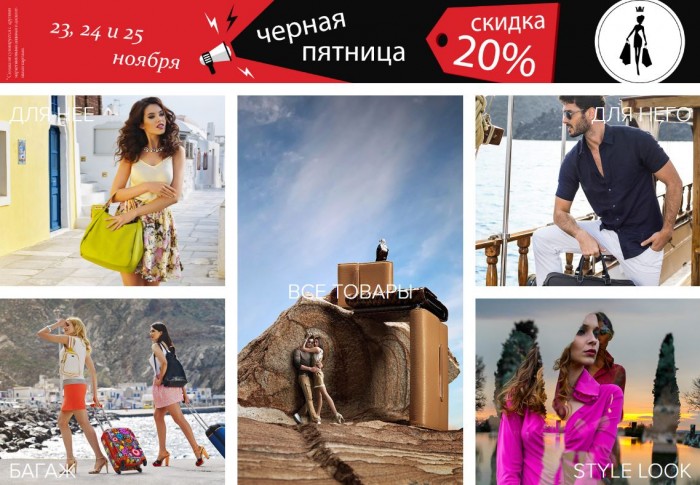 23, 24 и 25
ноября
черная
пятница
скидка
20%
ДЛЯ НЕЕ
ДЛЯ НЕГО
ВСЕ ТОВАРЫ
БАГАЖ
STYLE LOOK